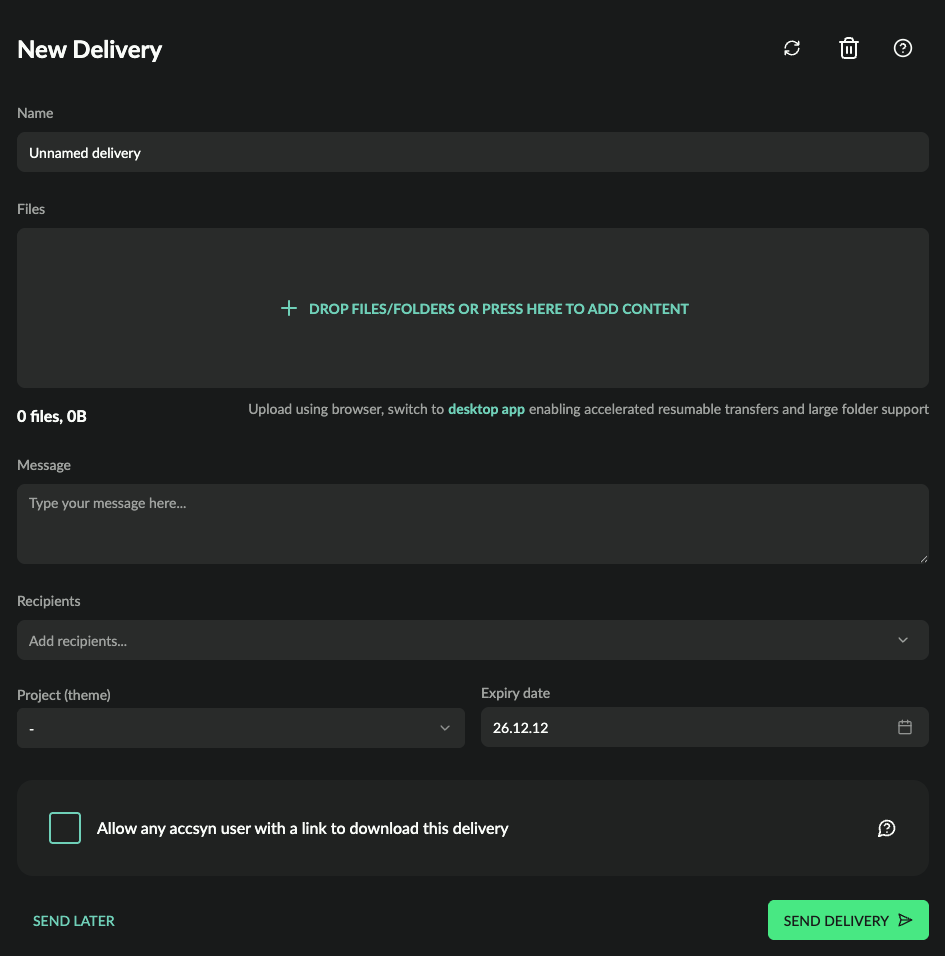 New Delivery
Name
Unnamed delivery
Files
DROP FILES/FOLDERS OR PRESS HERE TO ADD CONTENT
0 files, 0B
Upload using browser, switch to desktop app enabling accelerated resumable transfers and large folder support
Message
Type your message here...
Recipients
Add recipients...
Project (theme)
-
Expiry date
26.12.12
Allow any accsyn user with a link to download this delivery
SEND LATER
SEND DELIVERY